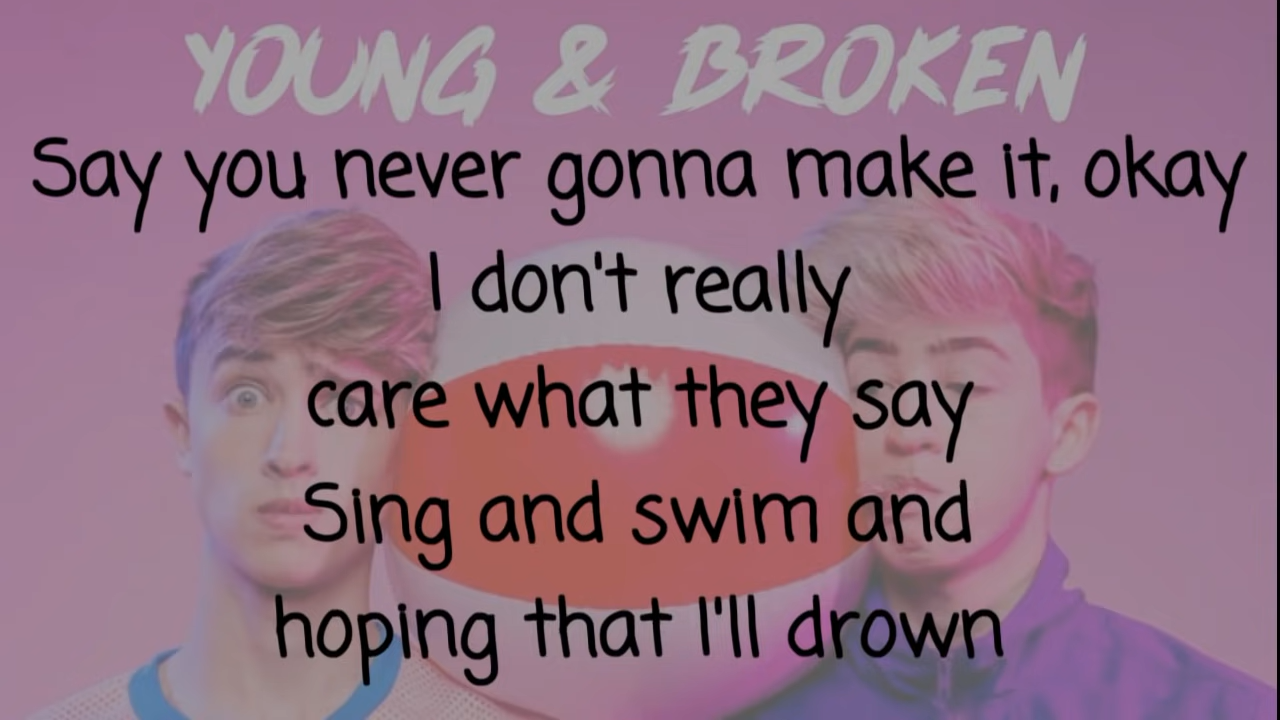 YOUNG & BROKEN
Say you never gonna make it, okay
I don't really
care what they say
Sing and swim and
hoping that I'll drown